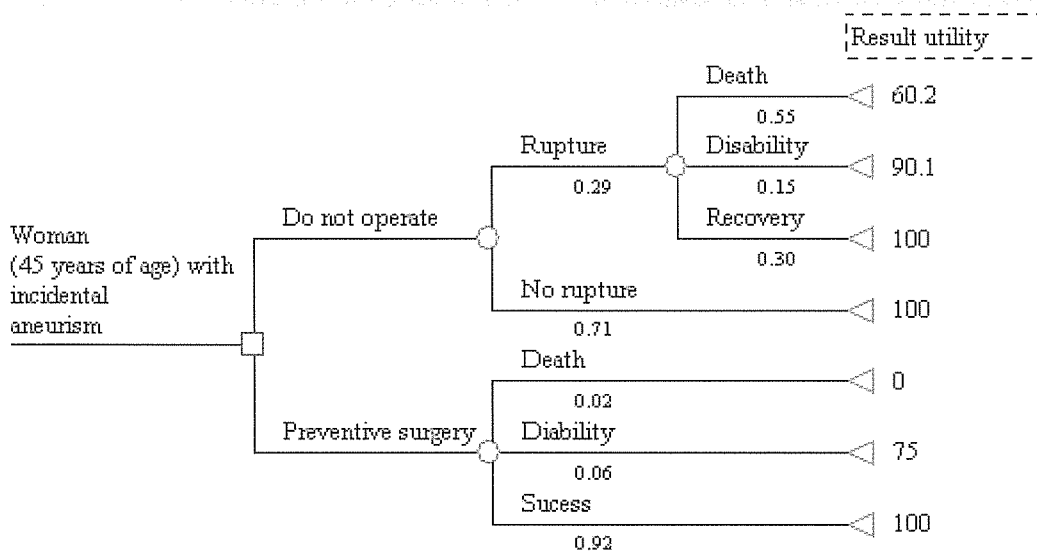 Result utility
Death
60.2
0.55
Rupture
Disability
90.1
0.29
0.15
Do not operate
Recovery
100
0.30
Woman
(45 years of age) with
incidental
aneurism
No rupture
100
0.71
Death
0
0.02
Preventive surgery
Diability
75
0.06
Sucess
100
0.92